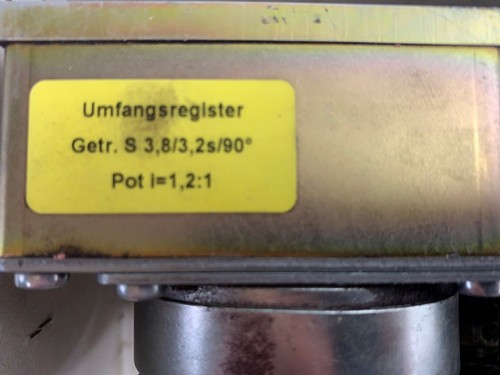 Umfangsregister
Getr. S 3,8/3,2s/90°
Pot i=1,2:1